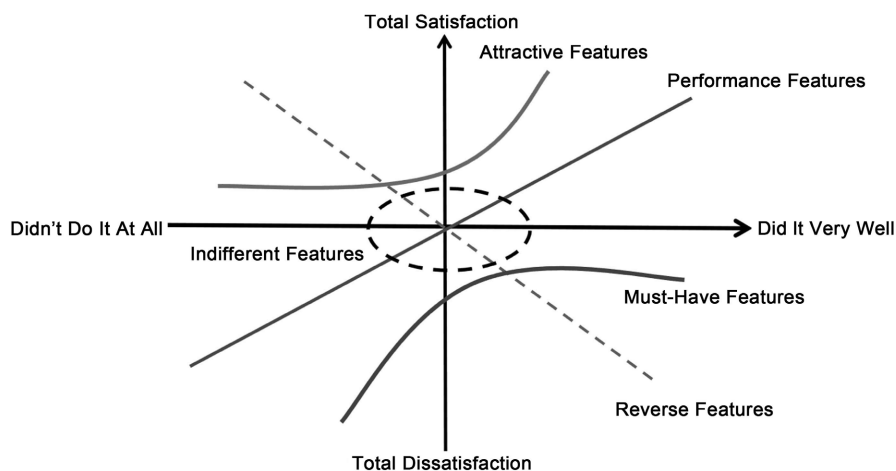 Total Satisfaction
Attractive Features
Performance Features
Didn't Do It At All
Did It Very Well
Indifferent Features
Must-Have Features
Reverse Features
Total Dissatisfaction